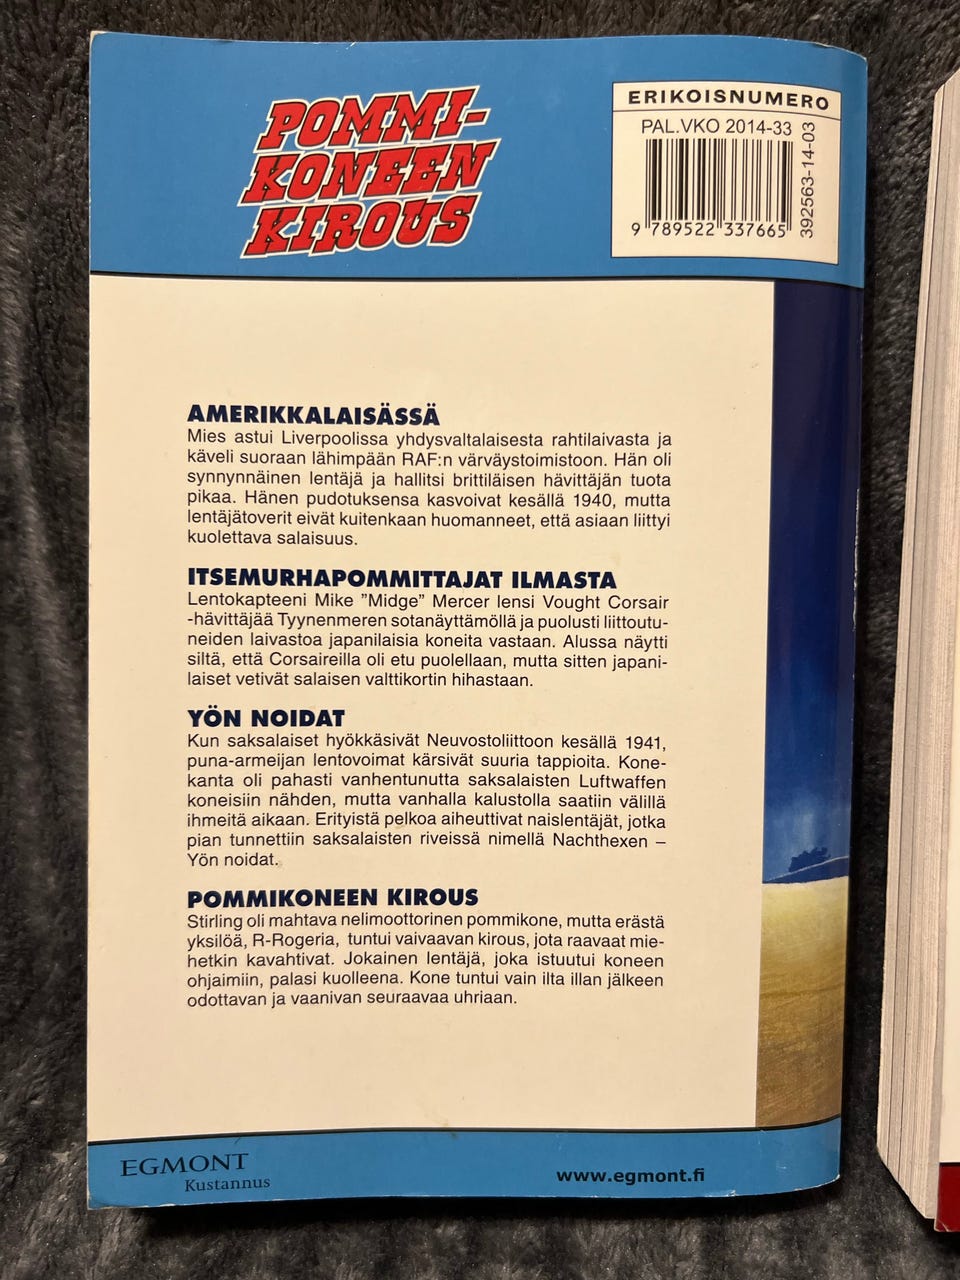 POMMI-
KONEEN
KIROUS
ERIKOISNUMERO
PAL.VKO 2014-33
392563-14-03
9 789522 337665
AMERIKKALAISÄSSÄ
Mies astui Liverpoolissa yhdysvaltalaisesta rahtilaivasta ja
käveli suoraan lähimpään RAF:n värväystoimistoon. Hän oli
synnynnäinen lentäjä ja hallitsi brittiläisen hävittäjän tuota
pikaa. Hänen pudotuksensa kasvoivat kesällä 1940, mutta
lentäjätoverit eivät kuitenkaan huomanneet, että asiaan liittyi
kuolettava salaisuus.
ITSEMURHAPOMMITTAJAT ILMASTA
Lentokapteeni Mike ”Midge” Mercer lensi Vought Corsair
-hävittäjää Tyynenmeren sotanäyttämöllä ja puolusti liittoutu-
neiden laivastoa japanilaisia koneita vastaan. Alussa näytti
siltä, että Corsaireilla oli etu puolellaan, mutta sitten japani-
laiset vetivät salaisen valttikortin hihastaan.
YÖN NOIDAT
Kun saksalaiset hyökkäsivät Neuvostoliittoon kesällä 1941,
puna-armeijan lentovoimat kärsivät suuria tappioita. Kone-
kanta oli pahasti vanhentunutta saksalaisten Luftwaffen
koneisiin nähden, mutta vanhalla kalustolla saatiin välillä
ihmeitä aikaan. Erityistä pelkoa aiheuttivat naislentäjät, jotka
pian tunnettiin saksalaisten riveissä nimellä Nachthexen –
Yön noidat.
POMMIKONEEN KIROUS
Stirling oli mahtava nelimoottorinen pommikone, mutta erästä
yksilöä, R-Rogeria, tuntui vaivaavan kirous, jota raavaat mie-
hetkin kavahtivat. Jokainen lentäjä, joka istuutui koneen
ohjaimiin, palasi kuolleena. Kone tuntui vain ilta illan jälkeen
odottavan ja vaanivan seuraavaa uhriaan.
EGMONT
Kustannus
www.egmont.fi